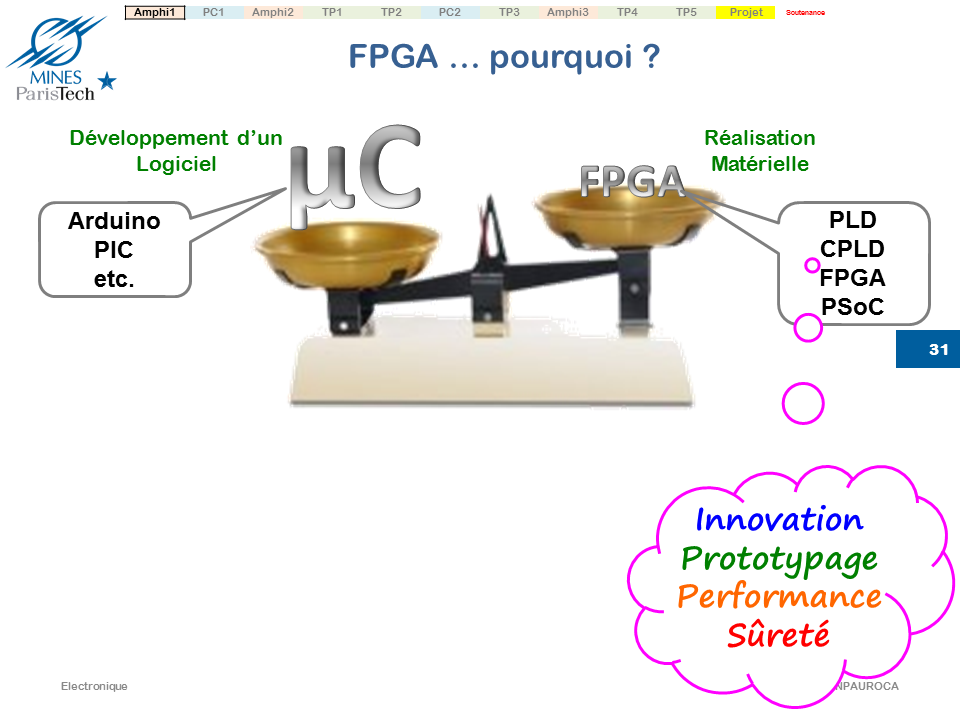 Amphi1 PC1 Amphi2 TP1 TP2 PC2 TP3 Amphi3 TP4 TP5 Projet Soutenance
MINES
ParisTech
FPGA … pourquoi ?
Développement d’un
Logiciel
µC
Réalisation
Matérielle
FPGA
Arduino
PIC
etc.
PLD
CPLD
FPGA
PSoC
31
Innovation
Prototypage
Performance
Sûreté
Electronique
NPAUROCA